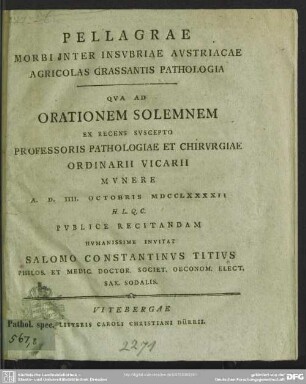 PELLAGRAE
MORBI INTER INSVBRIAE AVSTRIACAE
AGRICOLAS GRASSANTIS PATHOLOGIA
QVA AD
ORATIONEM SOLEMNEM
EX RECENS SVSCEPTO
PROFESSORIS PATHOLOGIAE ET CHIRVRGIAE
ORDINARII VICARII
MVNERE
A. D. IIII. OCTOBRIS MDCCLXXXXII
H. L. Q. C.
PVBLICE RECITANDAM
HVMANISSIME INVITAT
SALOMO CONSTANTINVS TITIVS
PHILOS. ET MEDIC. DOCTOR. SOCIET. OECONOM. ELECT.
SAX. SODALIS.
VITEBERGAE
Pathol. spec. LITTERIS CAROLI CHRISTIANI DÜRRII.
567,8
2271